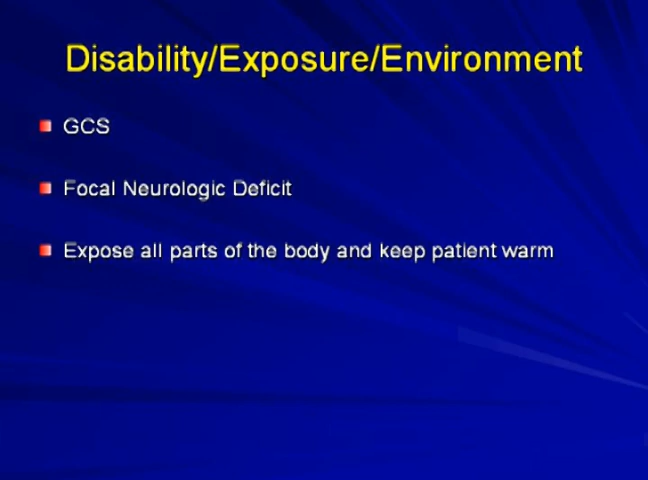 Disability/Exposure/Environment
GCS
Focal Neurologic Deficit
Expose all parts of the body and keep patient warm